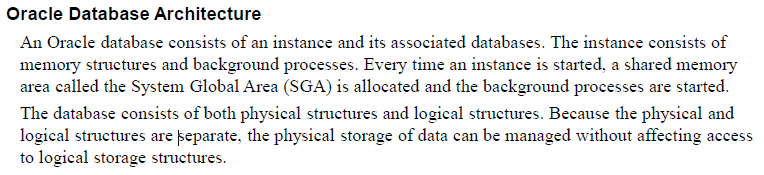 Oracle Database Architecture
An Oracle database consists of an instance and its associated databases. The instance consists of
memory structures and background processes. Every time an instance is started, a shared memory
area called the System Global Area (SGA) is allocated and the background processes are started.
The database consists of both physical structures and logical structures. Because the physical and
logical structures are separate, the physical storage of data can be managed without affecting access
to logical storage structures.